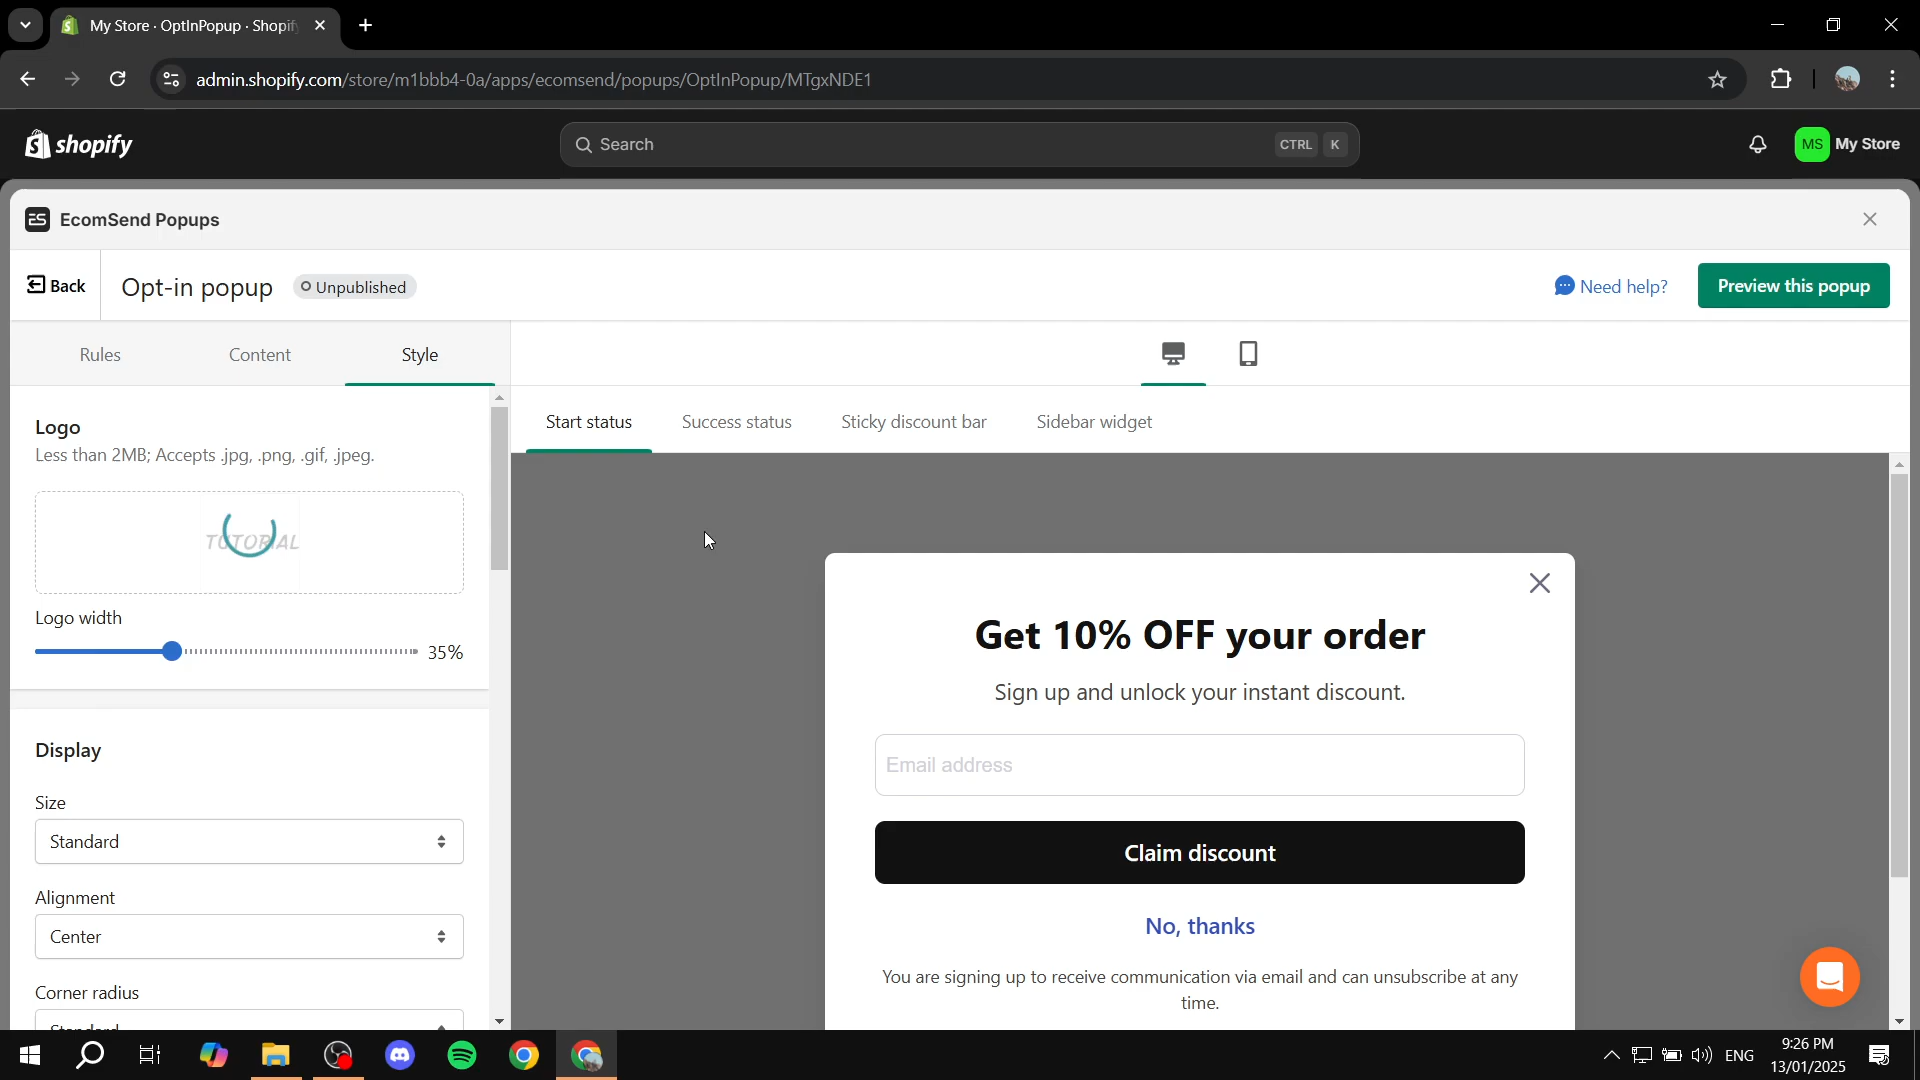 My Store · OptInPopup · Shopif
admin.shopify.com/store/m1bbb4-0a/apps/ecomsend/popups/OptInPopup/MTgxNDE1
shopify
Search
CTRL K
MS My Store
ES EcomSend Popups
Back
Opt-in popup
Unpublished
Need help?
Preview this popup
Rules
Content
Style
Start status
Success status
Sticky discount bar
Sidebar widget
Logo
Less than 2MB; Accepts .jpg, .png, .gif, .jpeg.
TUTORIAL
Logo width
35%
Display
Size
Standard
Alignment
Center
Corner radius
Standard
Get 10% OFF your order
Sign up and unlock your instant discount.
Email address
Claim discount
No, thanks
You are signing up to receive communication via email and can unsubscribe at any
time.
ENG
9:26 PM
13/01/2025